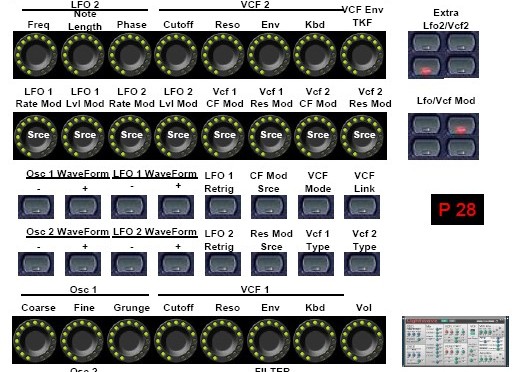 LFO 2 VCF 2
Freq Note Length Phase Cutoff Reso Env Kbd VCF Env TKF
Extra Lfo2/Vcf2
LFO 1 LFO 1 LFO 2 LFO 2 Vcf 1 Vcf 1 Vcf 2 Vcf 2
Rate Mod Lvl Mod Rate Mod Lvl Mod CF Mod Res Mod CF Mod Res Mod
Lfo/Vcf Mod
Srce Srce Srce Srce Srce Srce Srce Srce
Osc 1 WaveForm LFO 1 WaveForm LFO 1 CF Mod VCF VCF
- + - + Retrig Srce Mode Link
P 28
Osc 2 WaveForm LFO 2 WaveForm LFO 2 Res Mod Vcf 1 Vcf 2
- + - + Retrig Srce Type Type
Osc 1 VCF 1
Coarse Fine Grunge Cutoff Reso Env Kbd Vol
Osc 2 FILTER